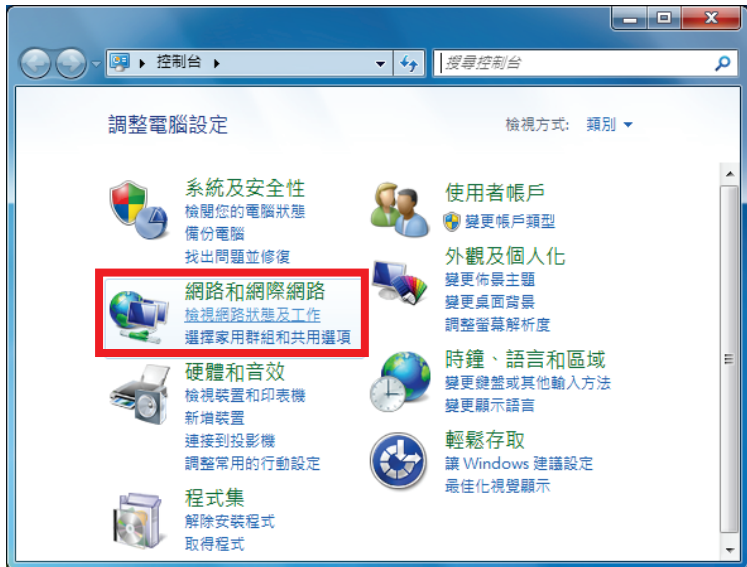 控制台
搜尋控制台
調整電腦設定
檢視方式: 類別
系統及安全性
檢閱您的電腦狀態
備份電腦
找出問題並修復
網路和網際網路
檢視網路狀態及工作
選擇家用群組和共用選項
硬體和音效
檢視裝置和印表機
新增裝置
連接到投影機
調整常用的行動設定
程式集
解除安裝程式
取得程式
使用者帳戶
變更帳戶類型
外觀及個人化
變更佈景主題
變更桌面背景
調整螢幕解析度
時鐘、語言和區域
變更鍵盤或其他輸入方法
變更顯示語言
輕鬆存取
讓 Windows 建議設定
最佳化視覺顯示